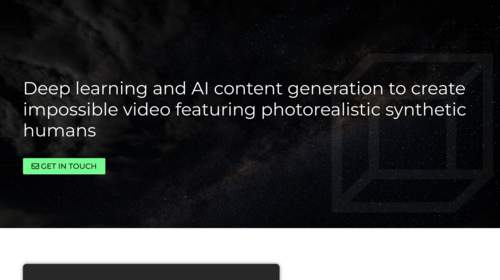 Deep learning and AI content generation to create
impossible video featuring photorealistic synthetic
humans
GET IN TOUCH